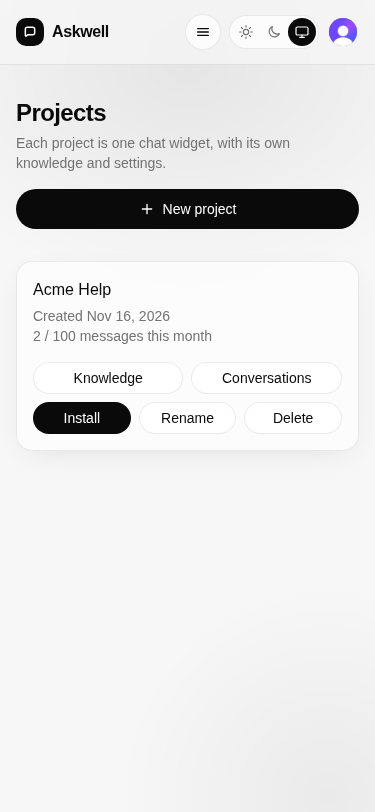 Askwell
Projects
Each project is one chat widget, with its own
knowledge and settings.
New project
Acme Help
Created Nov 16, 2026
2 / 100 messages this month
Knowledge
Conversations
Install
Rename
Delete